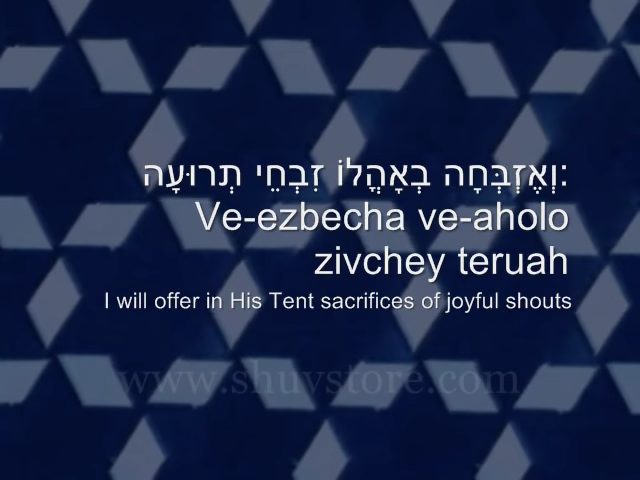 וְאֶזְבְּחָה בְאָהֳלוֹ זִבְחֵי תְרוּעָה:
Ve-ezbecha ve-aholo
zivchey teruah
I will offer in His Tent sacrifices of joyful shouts
www.shuvstore.com